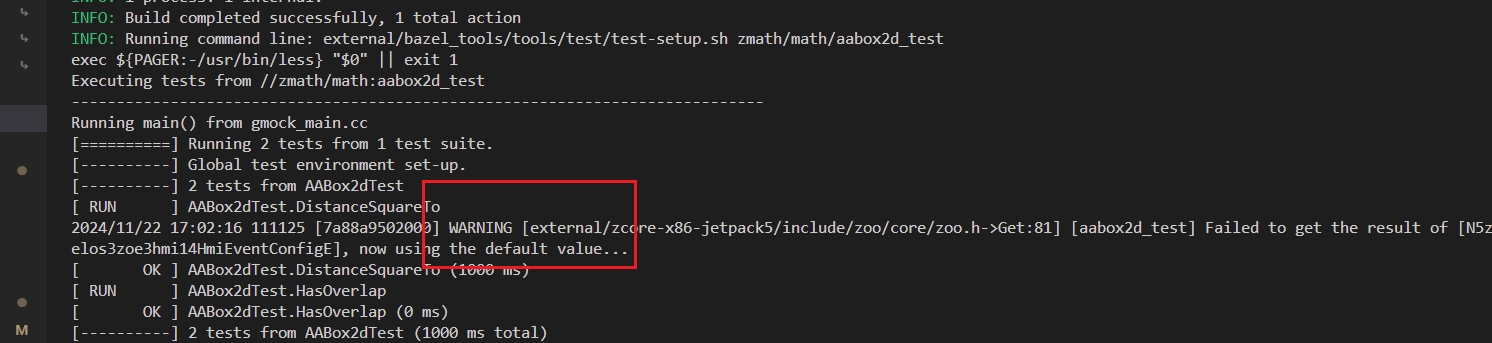 INFO: Build completed successfully, 1 total action
INFO: Running command line: external/bazel_tools/tools/test/test-setup.sh zmath/math/aabox2d_test
exec ${PAGER:-/usr/bin/less} "$0" || exit 1
Executing tests from //zmath/math:aabox2d_test
-----------------------------------------------------------------------------
Running main() from gmock_main.cc
[==========] Running 2 tests from 1 test suite.
[----------] Global test environment set-up.
[----------] 2 tests from AABox2dTest
[ RUN      ] AABox2dTest.DistanceSquareTo
2024/11/22 17:02:16 111125 [7a88a9502000] WARNING [external/zcore-x86-jetpack5/include/zoo/core/zoo.h->Get:81] [aabox2d_test] Failed to get the result of [N5z
elos3zoe3hmi14HmiEventConfigE], now using the default value...
[       OK ] AABox2dTest.DistanceSquareTo (1000 ms)
[ RUN      ] AABox2dTest.HasOverlap
[       OK ] AABox2dTest.HasOverlap (0 ms)
[----------] 2 tests from AABox2dTest (1000 ms total)
M